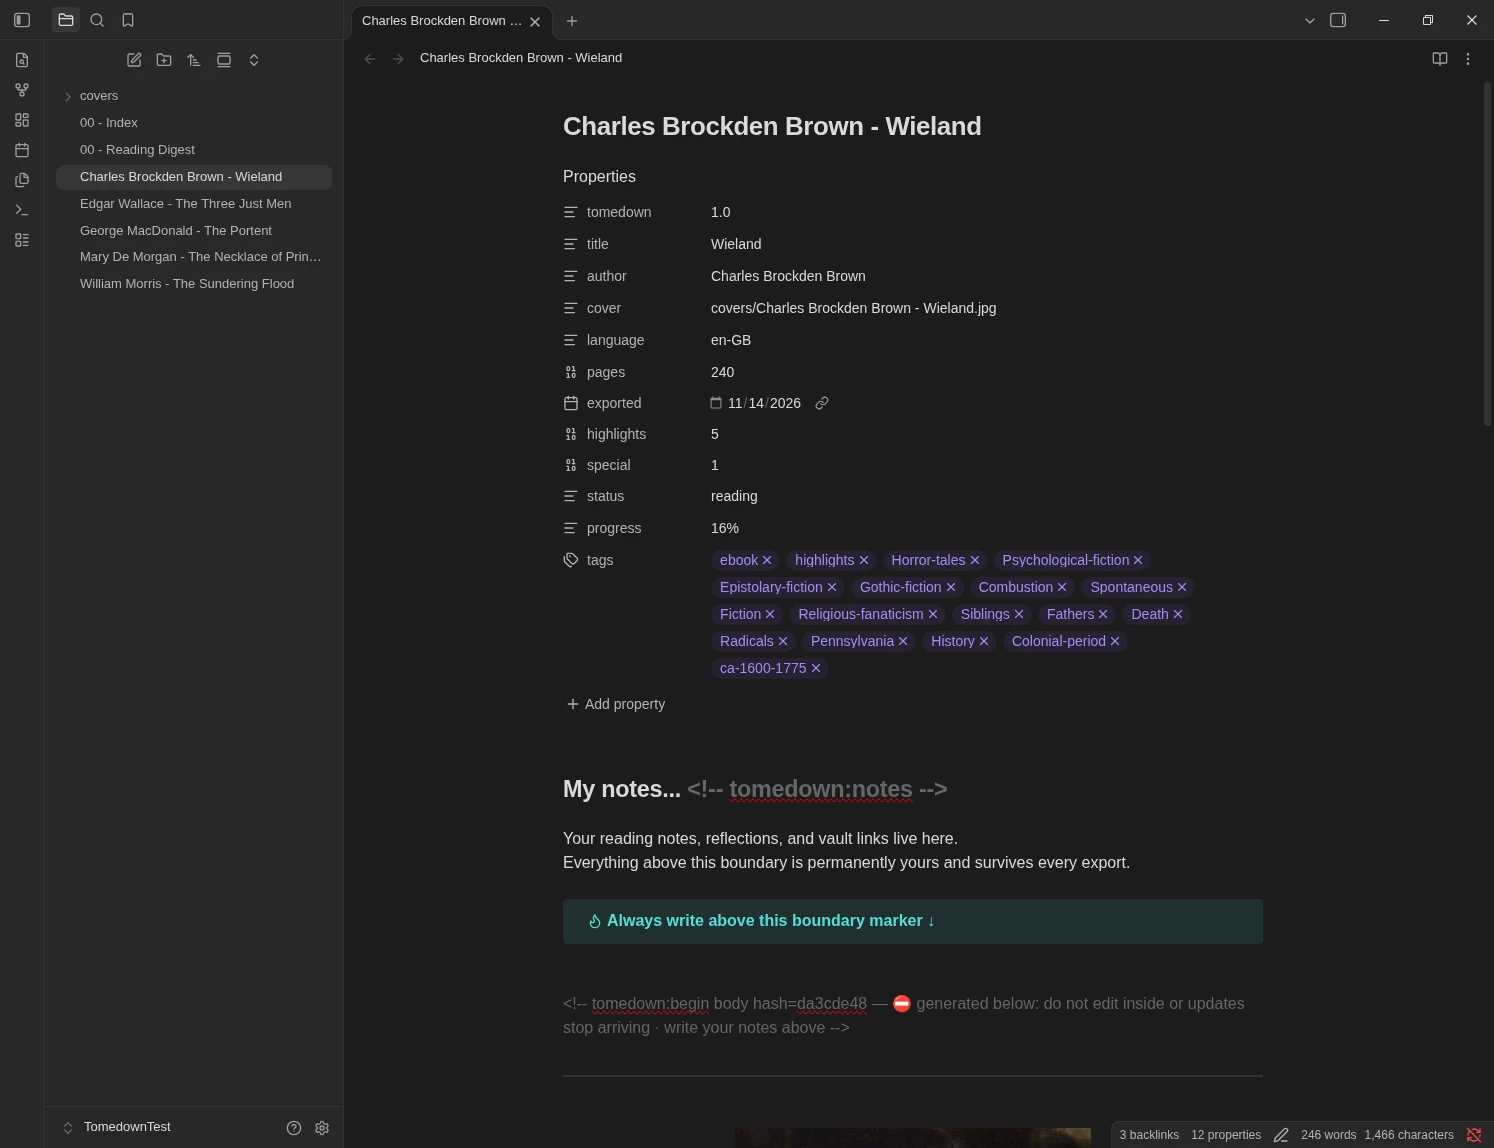 Charles Brockden Brown …
Charles Brockden Brown - Wieland
covers
00 - Index
00 - Reading Digest
Charles Brockden Brown - Wieland
Edgar Wallace - The Three Just Men
George MacDonald - The Portent
Mary De Morgan - The Necklace of Prin…
William Morris - The Sundering Flood
TomedownTest
Charles Brockden Brown - Wieland
Properties
tomedown 1.0
title Wieland
author Charles Brockden Brown
cover covers/Charles Brockden Brown - Wieland.jpg
language en-GB
pages 240
exported 11/14/2026
highlights 5
special 1
status reading
progress 16%
tags ebook highlights Horror-tales Psychological-fiction
Epistolary-fiction Gothic-fiction Combustion Spontaneous
Fiction Religious-fanaticism Siblings Fathers Death
Radicals Pennsylvania History Colonial-period
ca-1600-1775
Add property
My notes... <!-- tomedown:notes -->
Your reading notes, reflections, and vault links live here.
Everything above this boundary is permanently yours and survives every export.
Always write above this boundary marker ↓
<!-- tomedown:begin body hash=da3cde48 — ⛔ generated below: do not edit inside or updates
stop arriving · write your notes above -->
3 backlinks 12 properties 246 words 1,466 characters